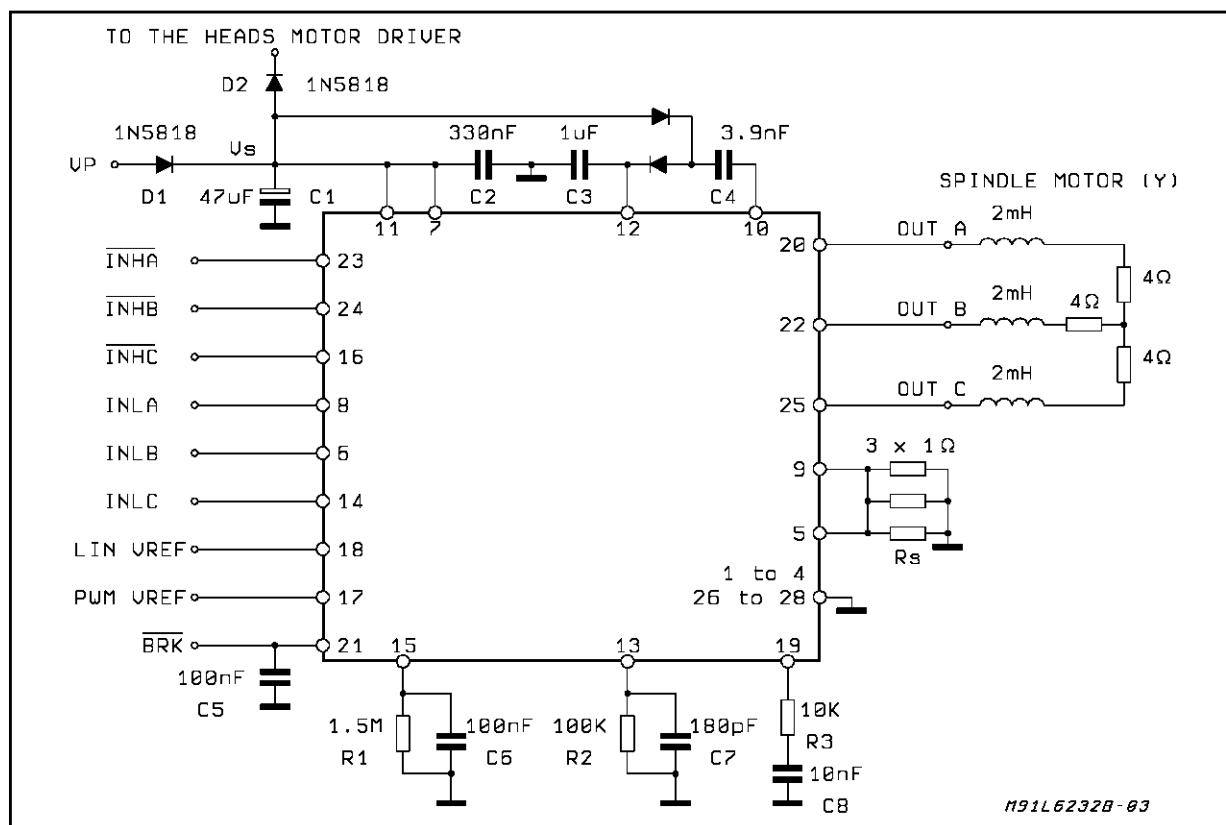 TO THE HEADS MOTOR DRIVER
D2 1N5818
1N5818 Vs 330nF 1uF 3.9nF
VP
D1 47uF C1 C2 C3 C4
SPINDLE MOTOR (Y)
11 7 12 10
2mH
20 OUT A
4Ω
INHA 23
INHB 24
2mH 4Ω
22 OUT B
4Ω
INHC 16
2mH
INLA 8
25 OUT C
INLB 6
3 x 1Ω
9
INLC 14
5
Rs
LIN VREF 18
1 to 4
PWM VREF 17
26 to 28
BRK 21
15 13 19
100nF
C5
1.5M 100nF 100K 180pF 10K
R1 C6 R2 C7 R3
10nF
C8
M91L6232B-03